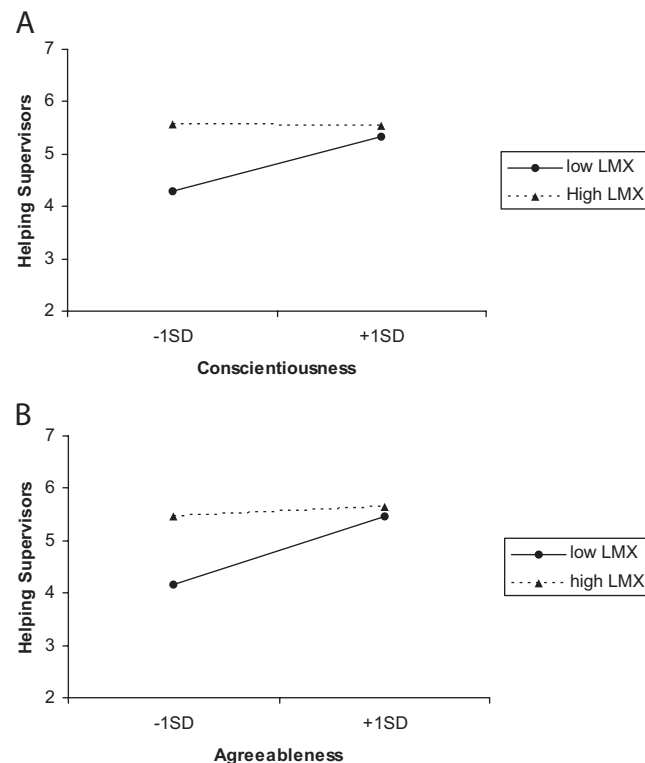 A
7
6
5
4
3
2
Helping Supervisors
-1SD +1SD
Conscientiousness
low LMX
High LMX
B
7
6
5
4
3
2
Helping Supervisors
-1SD +1SD
Agreeableness
low LMX
high LMX